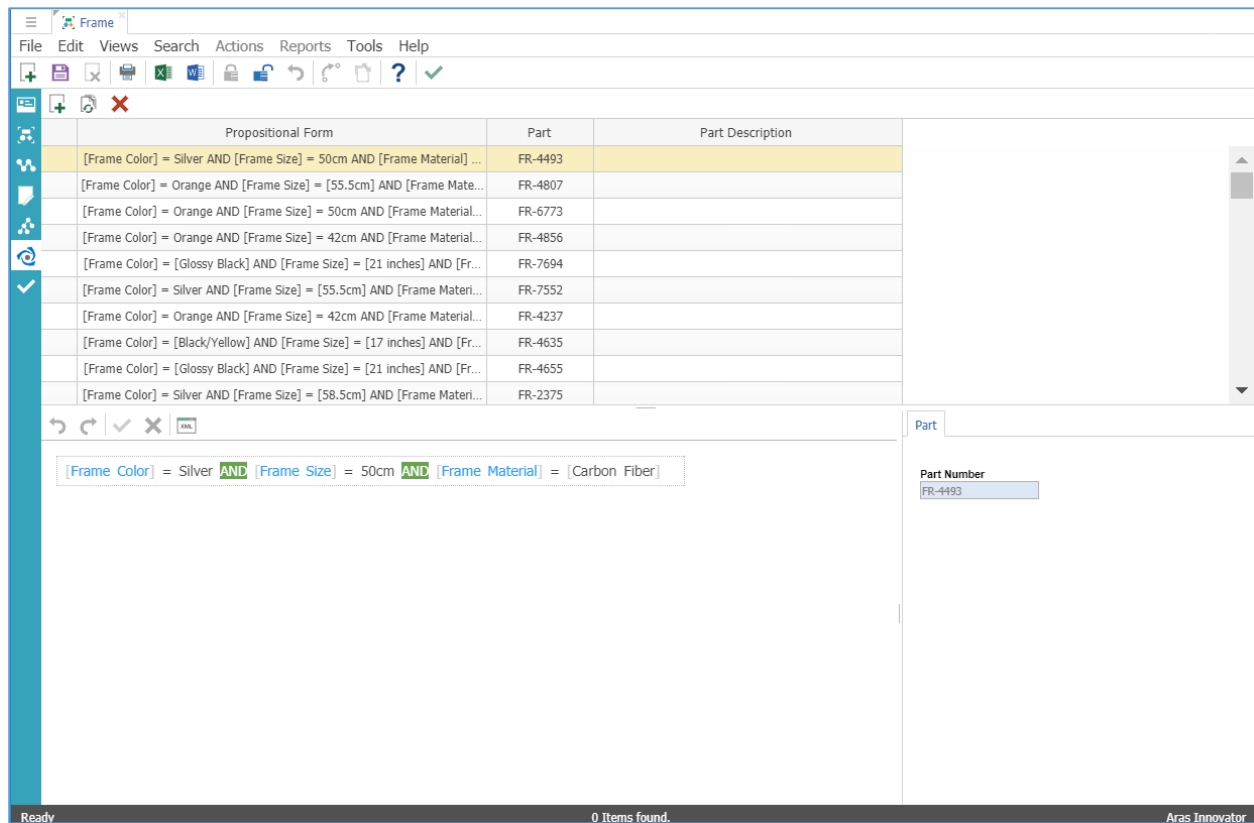 Frame
File Edit Views Search Actions Reports Tools Help
Propositional Form Part Part Description
[Frame Color] = Silver AND [Frame Size] = 50cm AND [Frame Material] ... FR-4493
[Frame Color] = Orange AND [Frame Size] = [55.5cm] AND [Frame Mate... FR-4807
[Frame Color] = Orange AND [Frame Size] = 50cm AND [Frame Material... FR-6773
[Frame Color] = Orange AND [Frame Size] = 42cm AND [Frame Material... FR-4856
[Frame Color] = [Glossy Black] AND [Frame Size] = [21 inches] AND [Fr... FR-7694
[Frame Color] = Silver AND [Frame Size] = [55.5cm] AND [Frame Materi... FR-7552
[Frame Color] = Orange AND [Frame Size] = 42cm AND [Frame Material... FR-4237
[Frame Color] = [Black/Yellow] AND [Frame Size] = [17 inches] AND [Fr... FR-4635
[Frame Color] = [Glossy Black] AND [Frame Size] = [21 inches] AND [Fr... FR-4655
[Frame Color] = Silver AND [Frame Size] = [58.5cm] AND [Frame Materi... FR-2375
XML
Part
[Frame Color] = Silver AND [Frame Size] = 50cm AND [Frame Material] = [Carbon Fiber]
Part Number
FR-4493
Ready 0 Items found. Aras Innovator